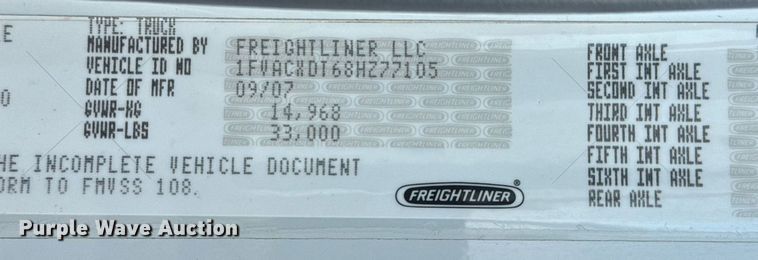 E TYPE: TRUCK
MANUFACTURED BY FREIGHTLINER LLC
VEHICLE ID NO 1FVACXDT68HZ77105
DATE OF MFR 09/07
0
GVWR-KG 14,968
GVWR-LBS 33,000
HE INCOMPLETE VEHICLE DOCUMENT
ORM TO FMVSS 108.
FREIGHTLINER®
FRONT AXLE
FIRST INT AXLE
SECOND INT AXLE
THIRD INT AXLE
FOURTH INT AXLE
FIFTH INT AXLE
SIXTH INT AXLE
REAR AXLE
Purple Wave Auction